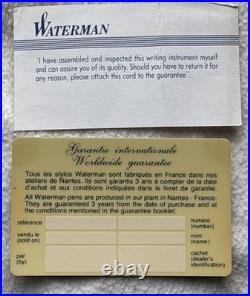 WATERMAN
"I have assembled and inspected this writing instrument myself
and can assure you of its quality. Should you have to return it for
any reason, please attach this card to the guarantee".
Garantie internationale
Worldwide guarantee
Tous les stylos Waterman sont fabriqués en France dans nos
ateliers de Nantes. Ils sont garantis 3 ans à compter de la date
d'achat et aux conditions indiquées dans le livret de garantie.
All Waterman pens are produced in our plant in Nantes - France.
They are guaranteed 3 years from the date of purchase and at
the conditions mentioned in the guarantee booklet.
référence
numéro
(number)
vendu le
(sold on)
nom
(name)
par
(by)
cachet
(dealer's
identification)